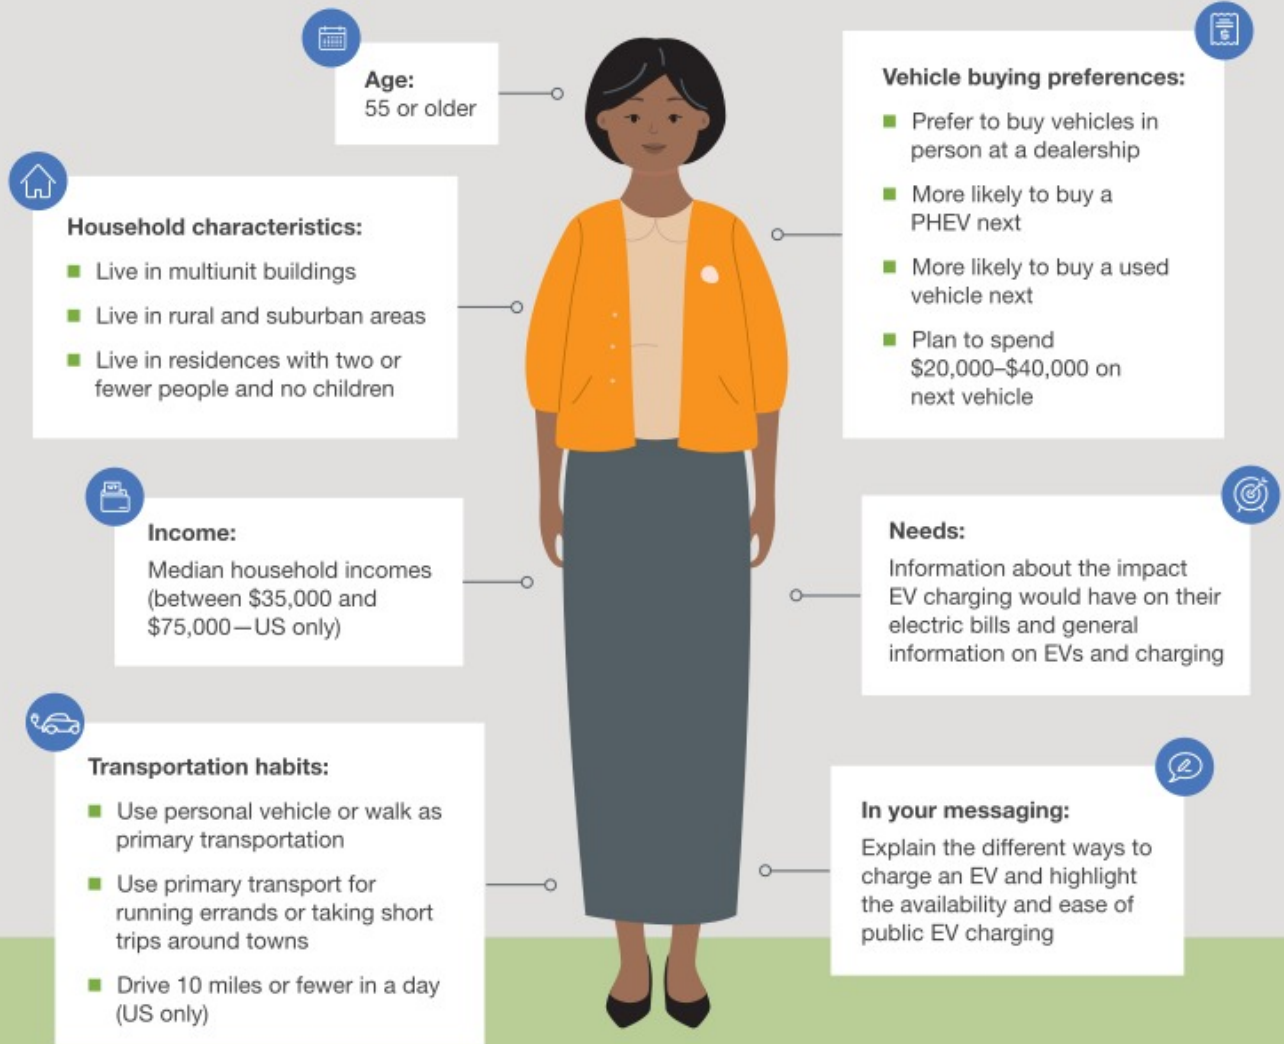 Age:
55 or older
Household characteristics:
Live in multiunit buildings
Live in rural and suburban areas
Live in residences with two or
fewer people and no children
Income:
Median household incomes
(between $35,000 and
$75,000—US only)
Transportation habits:
Use personal vehicle or walk as
primary transportation
Use primary transport for
running errands or taking short
trips around towns
Drive 10 miles or fewer in a day
(US only)
Vehicle buying preferences:
Prefer to buy vehicles in
person at a dealership
More likely to buy a
PHEV next
More likely to buy a used
vehicle next
Plan to spend
$20,000–$40,000 on
next vehicle
Needs:
Information about the impact
EV charging would have on their
electric bills and general
information on EVs and charging
In your messaging:
Explain the different ways to
charge an EV and highlight
the availability and ease of
public EV charging